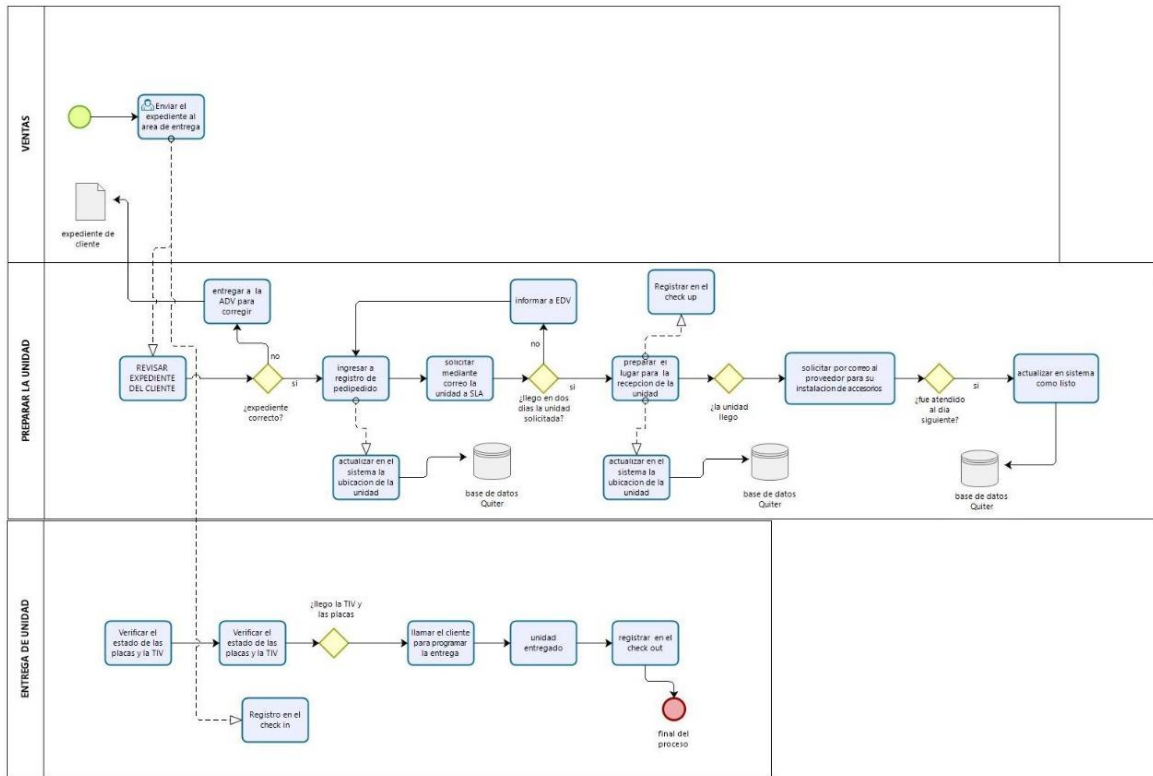 VENTAS
Enviar el
expediente al
area de entrega
expediente de
cliente
PREPARAR LA UNIDAD
entregar a la
ADV para
corregir
no
REVISAR
EXPEDIENTE
DEL CLIENTE
¿expediente
correcto?
si
ingresar a
registro de
pedipedido
solicitar
mediante
correo la
unidad a SLA
informar a EDV
no
¿llego en dos
dias la unidad
solicitada?
si
Registrar en el
check up
preparar el
lugar para la
recepcion de la
unidad
¿la unidad
llego
solicitar por correo al
proveedor para su
instalacion de accesorios
¿fue atendido
al dia
siguiente?
si
actualizar en sistema
como listo
actualizar en el
sistema la
ubicacion de la
unidad
base de datos
Quiter
actualizar en el
sistema la
ubicacion de la
unidad
base de datos
Quiter
base de datos
Quiter
ENTREGA DE UNIDAD
Verificar el
estado de las
placas y la TIV
Verificar el
estado de las
placas y la TIV
¿llego la TIV y
las placas
llamar el cliente
para programar
la entrega
unidad
entregado
registrar en el
check out
Registro en el
check in
final del
proceso